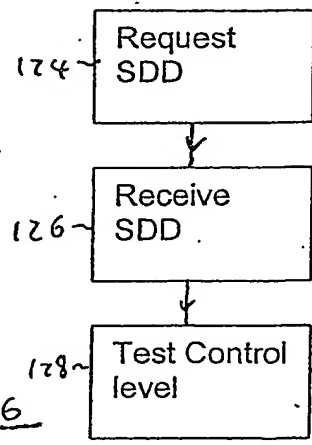 Request
SDD
124
Receive
SDD
126
Test Control
level
128
6